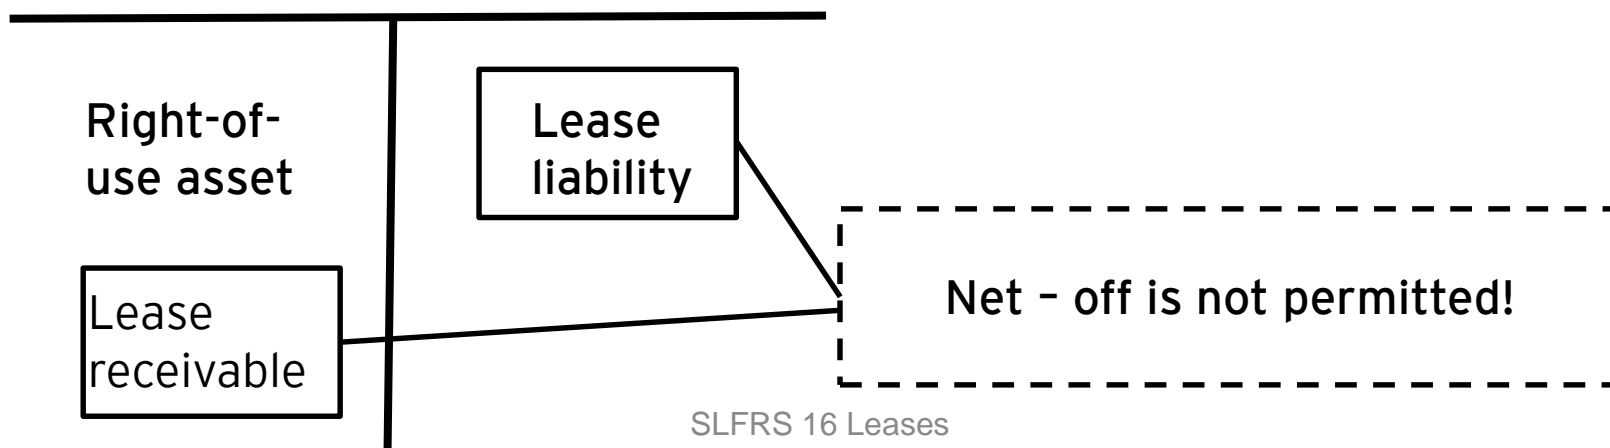 Right-of-
use asset
Lease
liability
Lease
receivable
Net – off is not permitted!
SLFRS 16 Leases